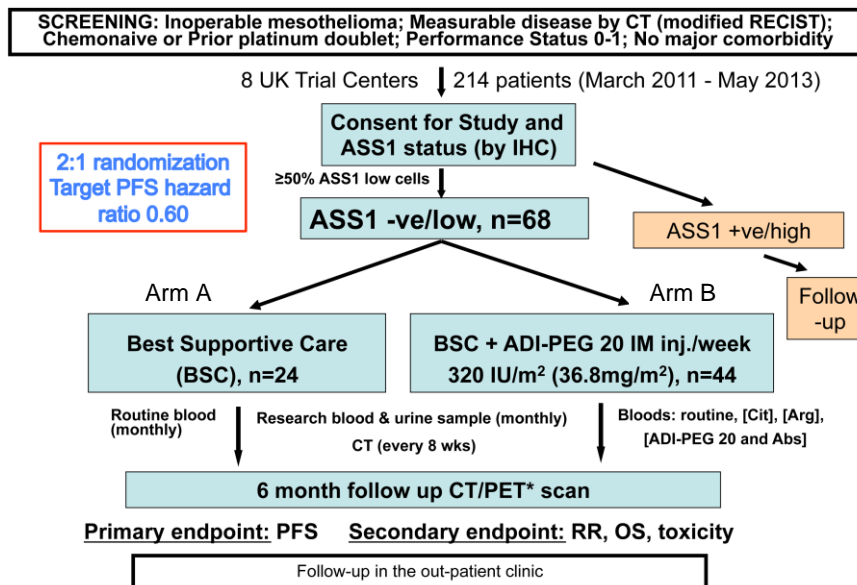 SCREENING: Inoperable mesothelioma; Measurable disease by CT (modified RECIST);
Chemonaive or Prior platinum doublet; Performance Status 0-1; No major comorbidity
8 UK Trial Centers
214 patients (March 2011 - May 2013)
Consent for Study and
ASS1 status (by IHC)
2:1 randomization
Target PFS hazard
ratio 0.60
≥50% ASS1 low cells
ASS1 -ve/low, n=68
ASS1 +ve/high
Follow
-up
Arm A
Arm B
Best Supportive Care
(BSC), n=24
BSC + ADI-PEG 20 IM inj./week
320 IU/m² (36.8mg/m²), n=44
Routine blood
(monthly)
Research blood & urine sample (monthly)
CT (every 8 wks)
Bloods: routine, [Cit], [Arg],
[ADI-PEG 20 and Abs]
6 month follow up CT/PET* scan
Primary endpoint: PFS Secondary endpoint: RR, OS, toxicity
Follow-up in the out-patient clinic